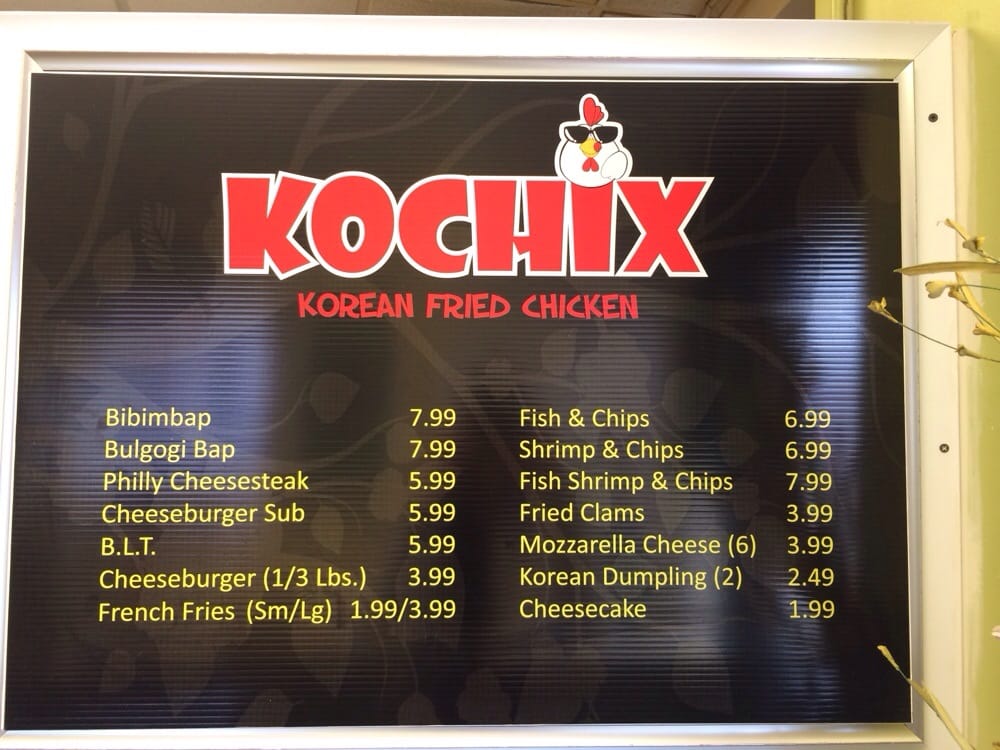 KOCHIX
KOREAN FRIED CHICKEN
Bibimbap 7.99
Bulgogi Bap 7.99
Philly Cheesesteak 5.99
Cheeseburger Sub 5.99
B.L.T. 5.99
Cheeseburger (1/3 Lbs.) 3.99
French Fries (Sm/Lg) 1.99/3.99
Fish & Chips 6.99
Shrimp & Chips 6.99
Fish Shrimp & Chips 7.99
Fried Clams 3.99
Mozzarella Cheese (6) 3.99
Korean Dumpling (2) 2.49
Cheesecake 1.99